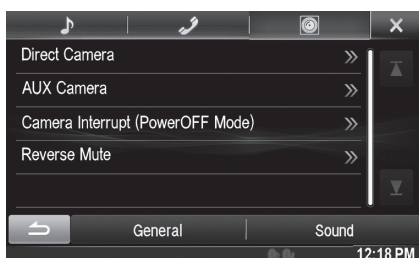 Direct Camera
AUX Camera
Camera Interrupt (PowerOFF Mode)
Reverse Mute
General Sound
12:18 PM